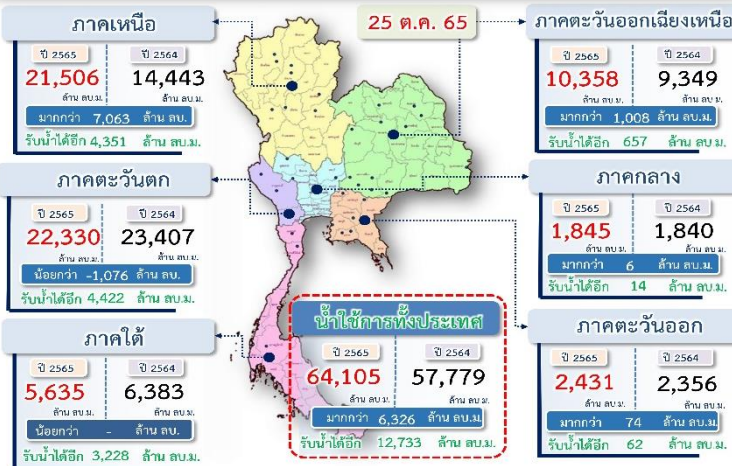 25 ต.ค. 65
ภาคเหนือ
ปี 2565 ปี 2564
21,506 14,443
ล้าน ลบ.ม. ล้าน ลบ.ม.
มากกว่า 7,063 ล้าน ลบ.
รับน้ำได้อีก 4,351 ล้าน ลบ.ม.
ภาคตะวันออกเฉียงเหนือ
ปี 2565 ปี 2564
10,358 9,349
ล้าน ลบ.ม. ล้าน ลบ.ม.
มากกว่า 1,008 ล้าน ลบ.ม.
รับน้ำได้อีก 657 ล้าน ลบ.ม.
ภาคตะวันตก
ปี 2565 ปี 2564
22,330 23,407
ล้าน ลบ.ม. ล้าน ลบ.ม.
น้อยกว่า -1,076 ล้าน ลบ.
รับน้ำได้อีก 4,422 ล้าน ลบ.ม.
ภาคกลาง
ปี 2565 ปี 2564
1,845 1,840
ล้าน ลบ.ม. ล้าน ลบ.ม.
มากกว่า 6 ล้าน ลบ.ม.
รับน้ำได้อีก 14 ล้าน ลบ.ม.
ภาคใต้
ปี 2565 ปี 2564
5,635 6,383
ล้าน ลบ.ม. ล้าน ลบ.ม.
น้อยกว่า - ล้าน ลบ.
รับน้ำได้อีก 3,228 ล้าน ลบ.ม.
น้ำใช้การทั้งประเทศ
ปี 2565 ปี 2564
64,105 57,779
ล้าน ลบ.ม. ล้าน ลบ.ม.
มากกว่า 6,326 ล้าน ลบ.ม.
รับน้ำได้อีก 12,733 ล้าน ลบ.ม.
ภาคตะวันออก
ปี 2565 ปี 2564
2,431 2,356
ล้าน ลบ.ม. ล้าน ลบ.ม.
มากกว่า 74 ล้าน ลบ.ม.
รับน้ำได้อีก 62 ล้าน ลบ.ม.